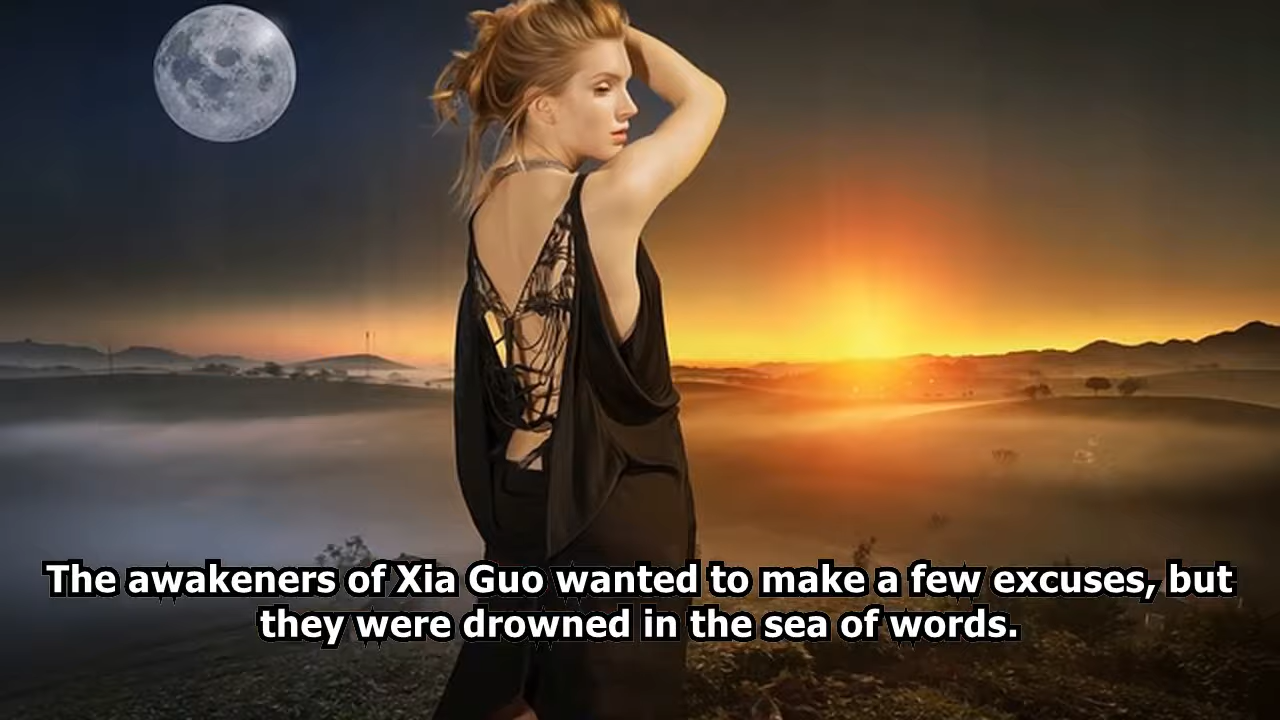 The awakeners of Xia Guo wanted to make a few excuses, but
they were drowned in the sea of words.